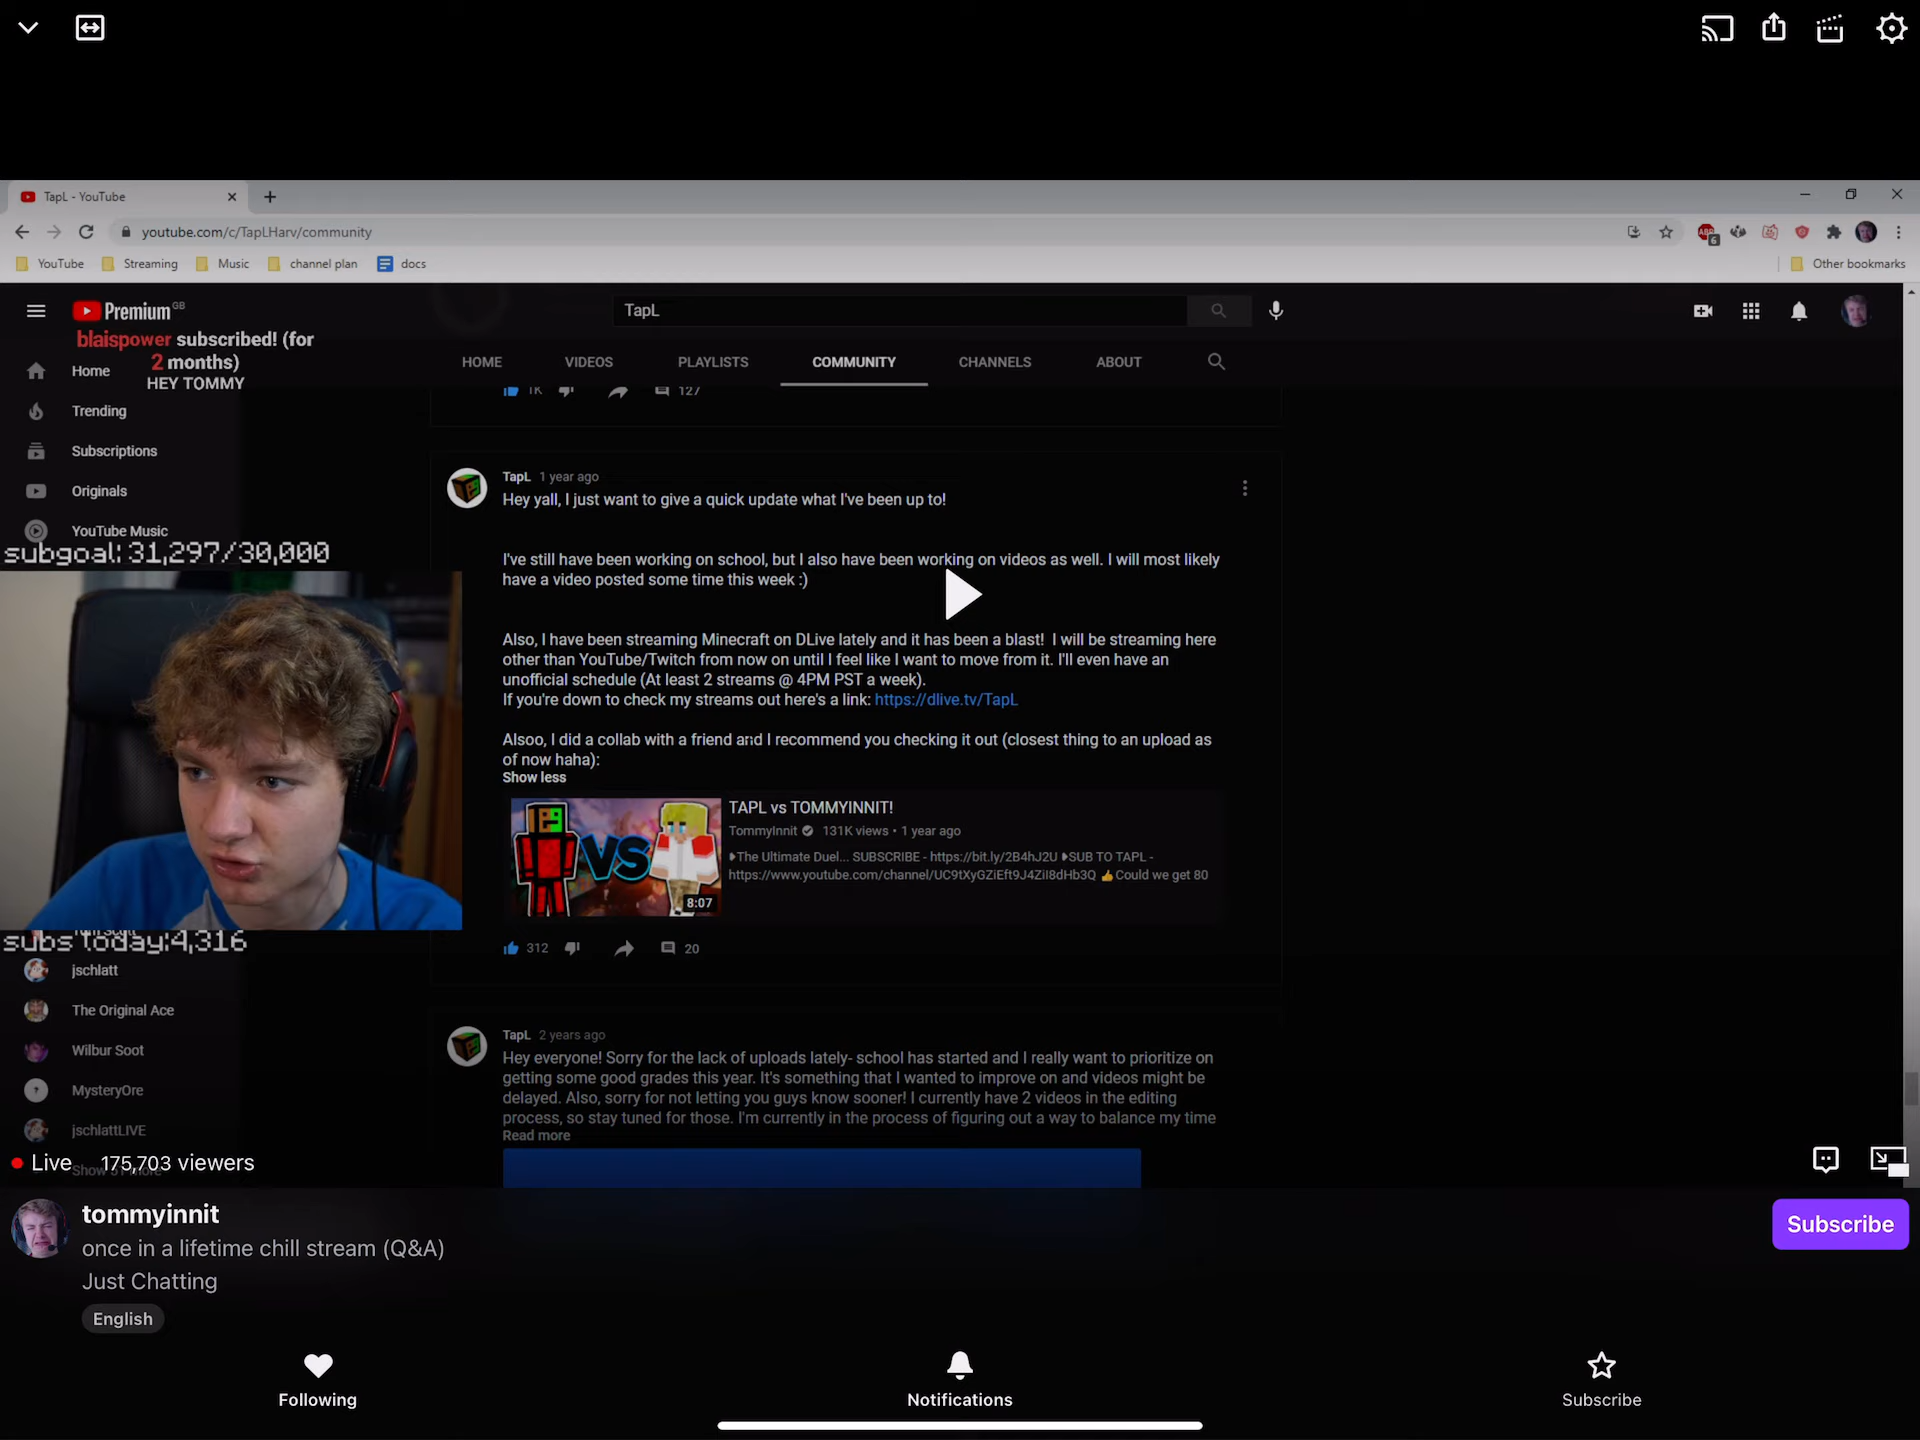 TapL - YouTube
youtube.com/c/TapLHarv/community
ABP
6
YouTube
Streaming
Music
channel plan
docs
Other bookmarks
Premium GB
TapL
blaispower subscribed! (for
2 months)
HEY TOMMY
HOME
VIDEOS
PLAYLISTS
COMMUNITY
CHANNELS
ABOUT
1K
127
Home
Trending
Subscriptions
Originals
YouTube Music
subgoal: 31,297/30,000
TapL 1 year ago
Hey yall, I just want to give a quick update what I've been up to!
I've still have been working on school, but I also have been working on videos as well. I will most likely
have a video posted some time this week :)
Also, I have been streaming Minecraft on DLive lately and it has been a blast! I will be streaming here
other than YouTube/Twitch from now on until I feel like I want to move from it. I'll even have an
unofficial schedule (At least 2 streams @ 4PM PST a week).
If you're down to check my streams out here's a link: https://dlive.tv/TapL
Alsoo, I did a collab with a friend and I recommend you checking it out (closest thing to an upload as
of now haha):
Show less
VS
8:07
TAPL vs TOMMYINNIT!
TommyInnit 131K views • 1 year ago
The Ultimate Duel... SUBSCRIBE - https://bit.ly/2B4hJ2U SUB TO TAPL -
https://www.youtube.com/channel/UC9tXyGZiEft9J4ZiI8dHb3Q 👍Could we get 80
312
20
subs Today:4,316
jschlatt
The Original Ace
Wilbur Soot
MysteryOre
jschlattLIVE
TapL 2 years ago
Hey everyone! Sorry for the lack of uploads lately- school has started and I really want to prioritize on
getting some good grades this year. It's something that I wanted to improve on and videos might be
delayed. Also, sorry for not letting you guys know sooner! I currently have 2 videos in the editing
process, so stay tuned for those. I'm currently in the process of figuring out a way to balance my time
Read more
Live 175,703 viewers
tommyinnit
once in a lifetime chill stream (Q&A)
Just Chatting
English
Subscribe
Following
Notifications
Subscribe